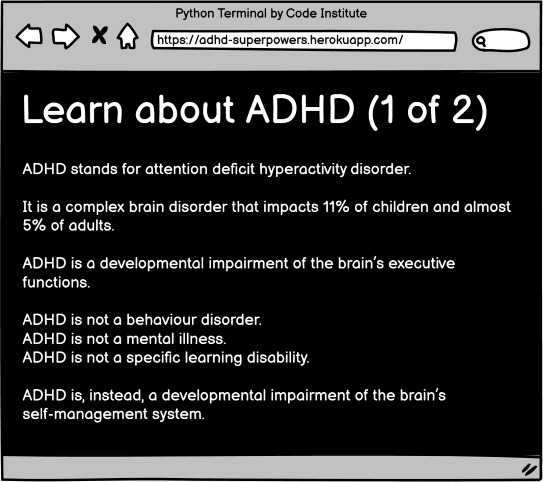 Python Terminal by Code Institute
https://adhd-superpowers.herokuapp.com/
Learn about ADHD (1 of 2)
ADHD stands for attention deficit hyperactivity disorder.
It is a complex brain disorder that impacts 11% of children and almost
5% of adults.
ADHD is a developmental impairment of the brain's executive
functions.
ADHD is not a behaviour disorder.
ADHD is not a mental illness.
ADHD is not a specific learning disability.
ADHD is, instead, a developmental impairment of the brain's
self-management system.